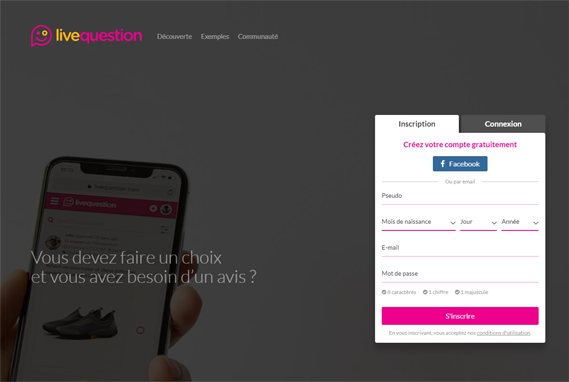 livequestion
Découverte Exemples Communauté
Inscription Connexion
Créez votre compte gratuitement
Facebook
Ou par email
Pseudo
Mois de naissance Jour Année
E-mail
Mot de passe
8 caractères 1 chiffre 1 majuscule
S'inscrire
En vous inscrivant, vous acceptez nos conditions d'utilisation.
livequestion
Vous devez faire un choix
et vous avez besoin d'un avis ?